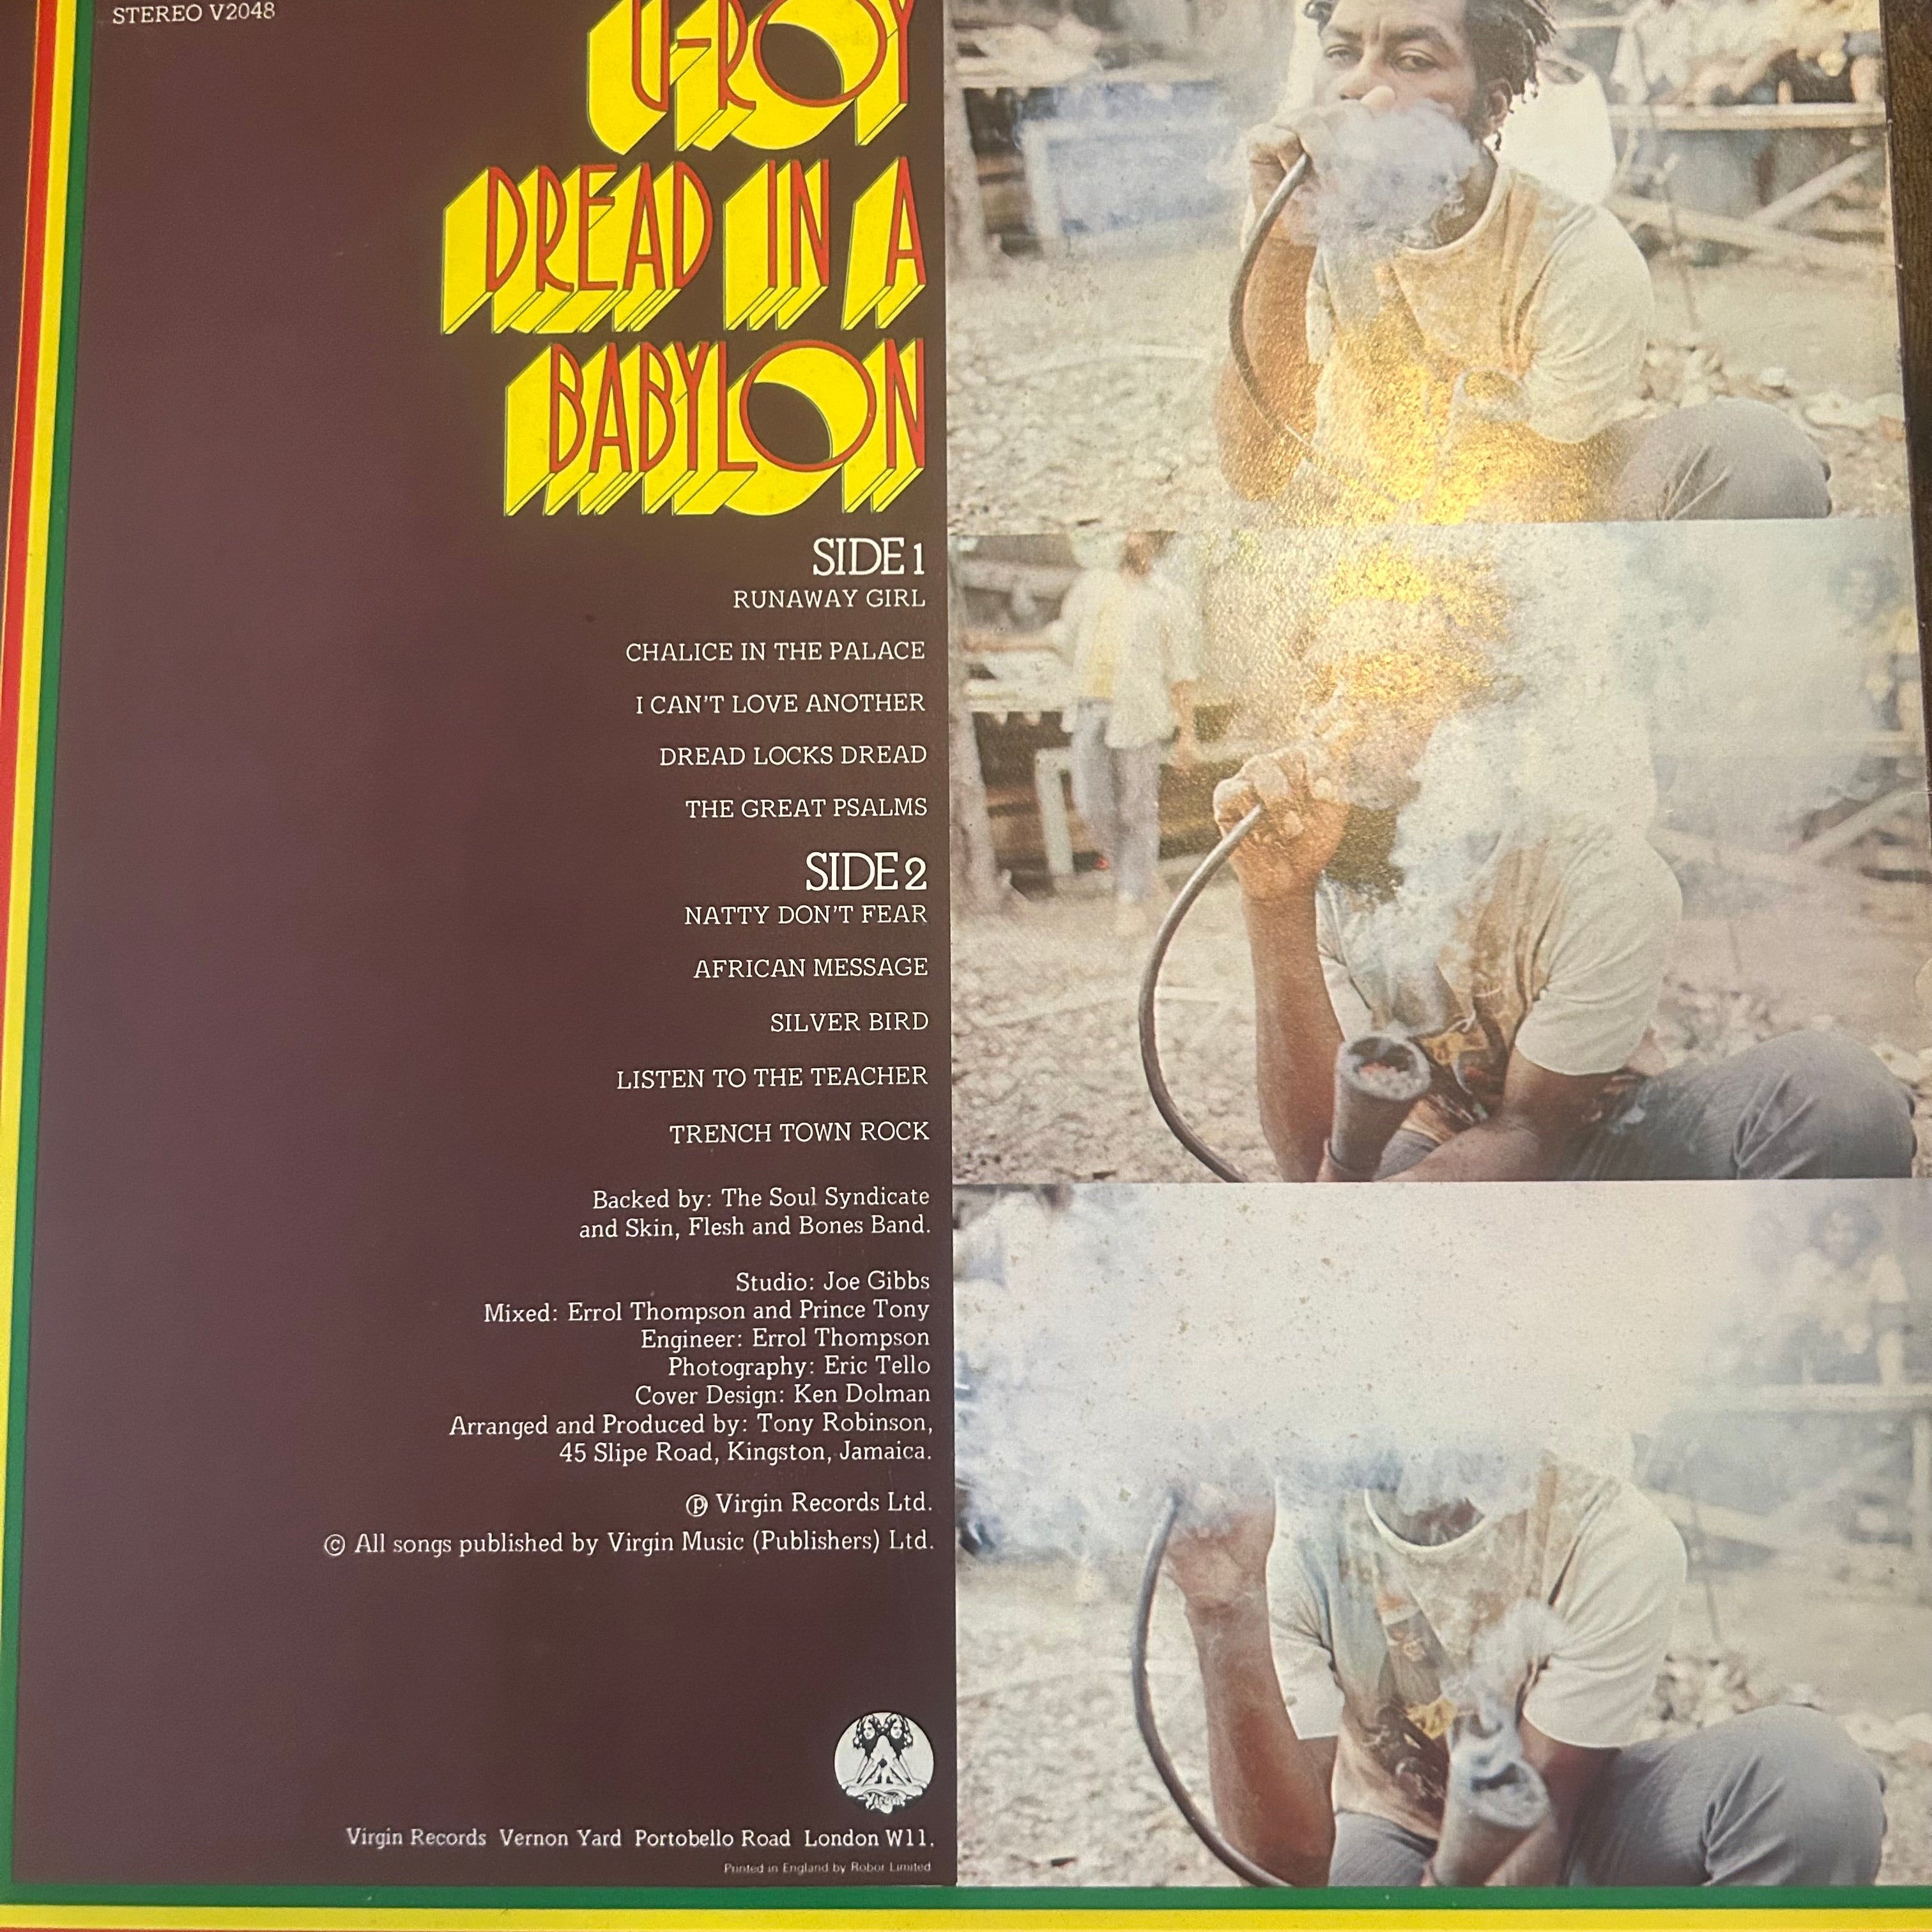 STEREO V2048
U-ROY
DREAD IN A
BABYLON
SIDE 1
RUNAWAY GIRL
CHALICE IN THE PALACE
I CAN'T LOVE ANOTHER
DREAD LOCKS DREAD
THE GREAT PSALMS
SIDE 2
NATTY DON'T FEAR
AFRICAN MESSAGE
SILVER BIRD
LISTEN TO THE TEACHER
TRENCH TOWN ROCK
Backed by: The Soul Syndicate
and Skin, Flesh and Bones Band.
Studio: Joe Gibbs
Mixed: Errol Thompson and Prince Tony
Engineer: Errol Thompson
Photography: Eric Tello
Cover Design: Ken Dolman
Arranged and Produced by: Tony Robinson,
45 Slipe Road, Kingston, Jamaica.
℗ Virgin Records Ltd.
© All songs published by Virgin Music (Publishers) Ltd.
Virgin
Virgin Records Vernon Yard Portobello Road London W11.
Printed in England by Robor Limited